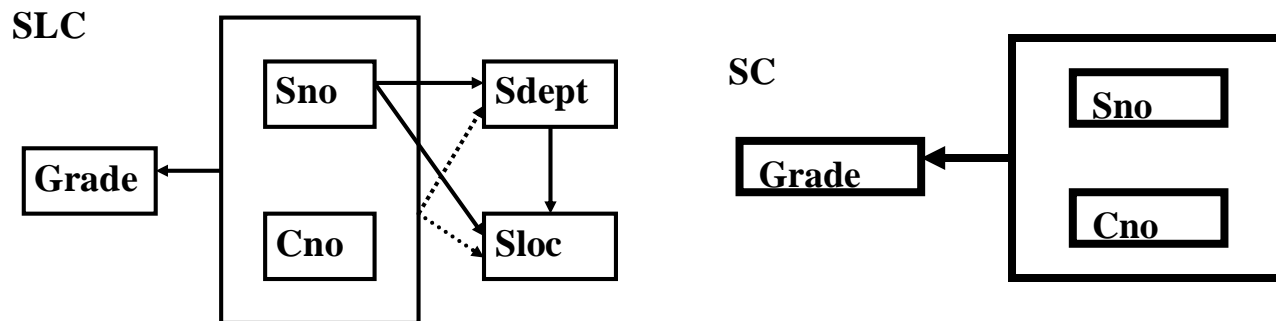 SLC
Sno
Sdept
Grade
Cno
Sloc
SC
Sno
Grade
Cno